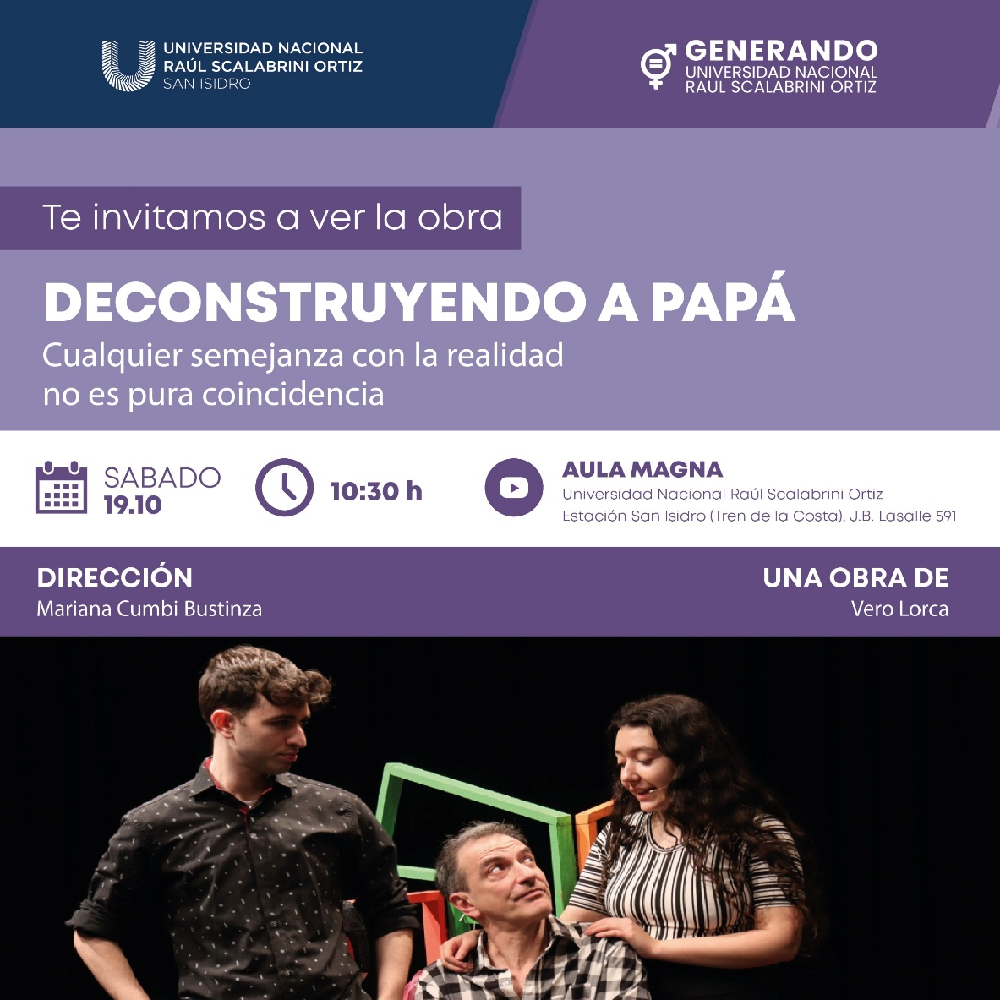 UNIVERSIDAD NACIONAL
RAÚL SCALABRINI ORTIZ
SAN ISIDRO
GENERANDO
UNIVERSIDAD NACIONAL
RAUL SCALABRINI ORTIZ
Te invitamos a ver la obra
DECONSTRUYENDO A PAPÁ
Cualquier semejanza con la realidad
no es pura coincidencia
SABADO
19.10
10:30 h
AULA MAGNA
Universidad Nacional Raúl Scalabrini Ortiz
Estación San Isidro (Tren de la Costa), J.B. Lasalle 591
DIRECCIÓN
Mariana Cumbi Bustinza
UNA OBRA DE
Vero Lorca